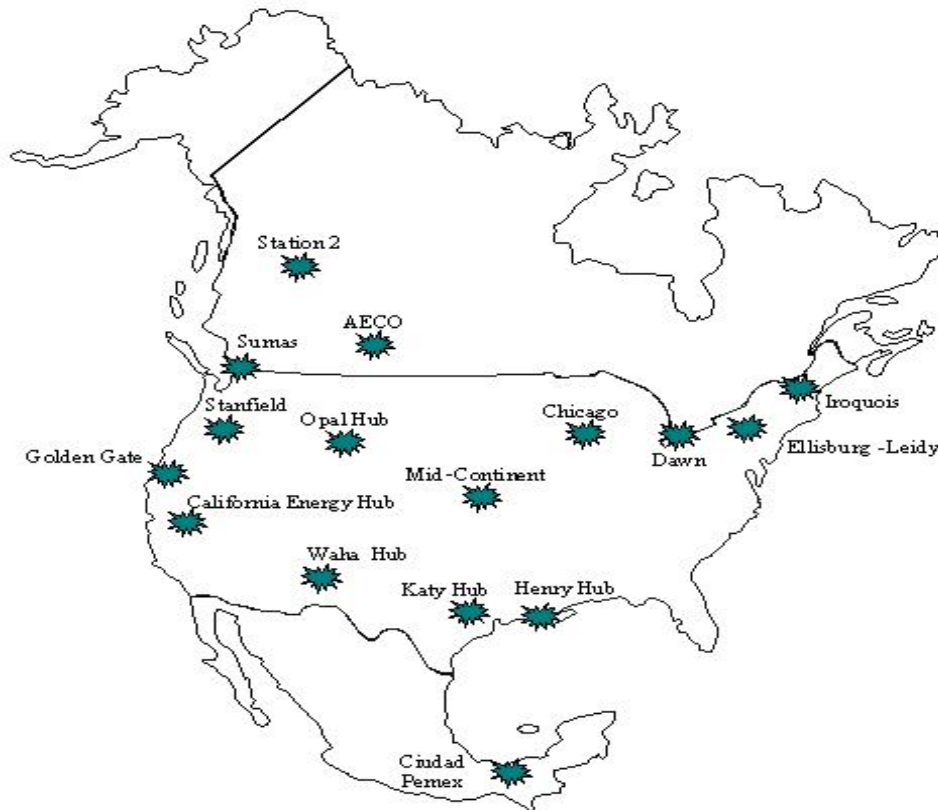 Station 2
AECO
Sumas
Stanfield
Opal Hub
Chicago
Iroquois
Dawn
Ellisburg -Leidy
Golden Gate
Mid-Continent
California Energy Hub
Waha Hub
Katy Hub
Henry Hub
Ciudad
Pemex